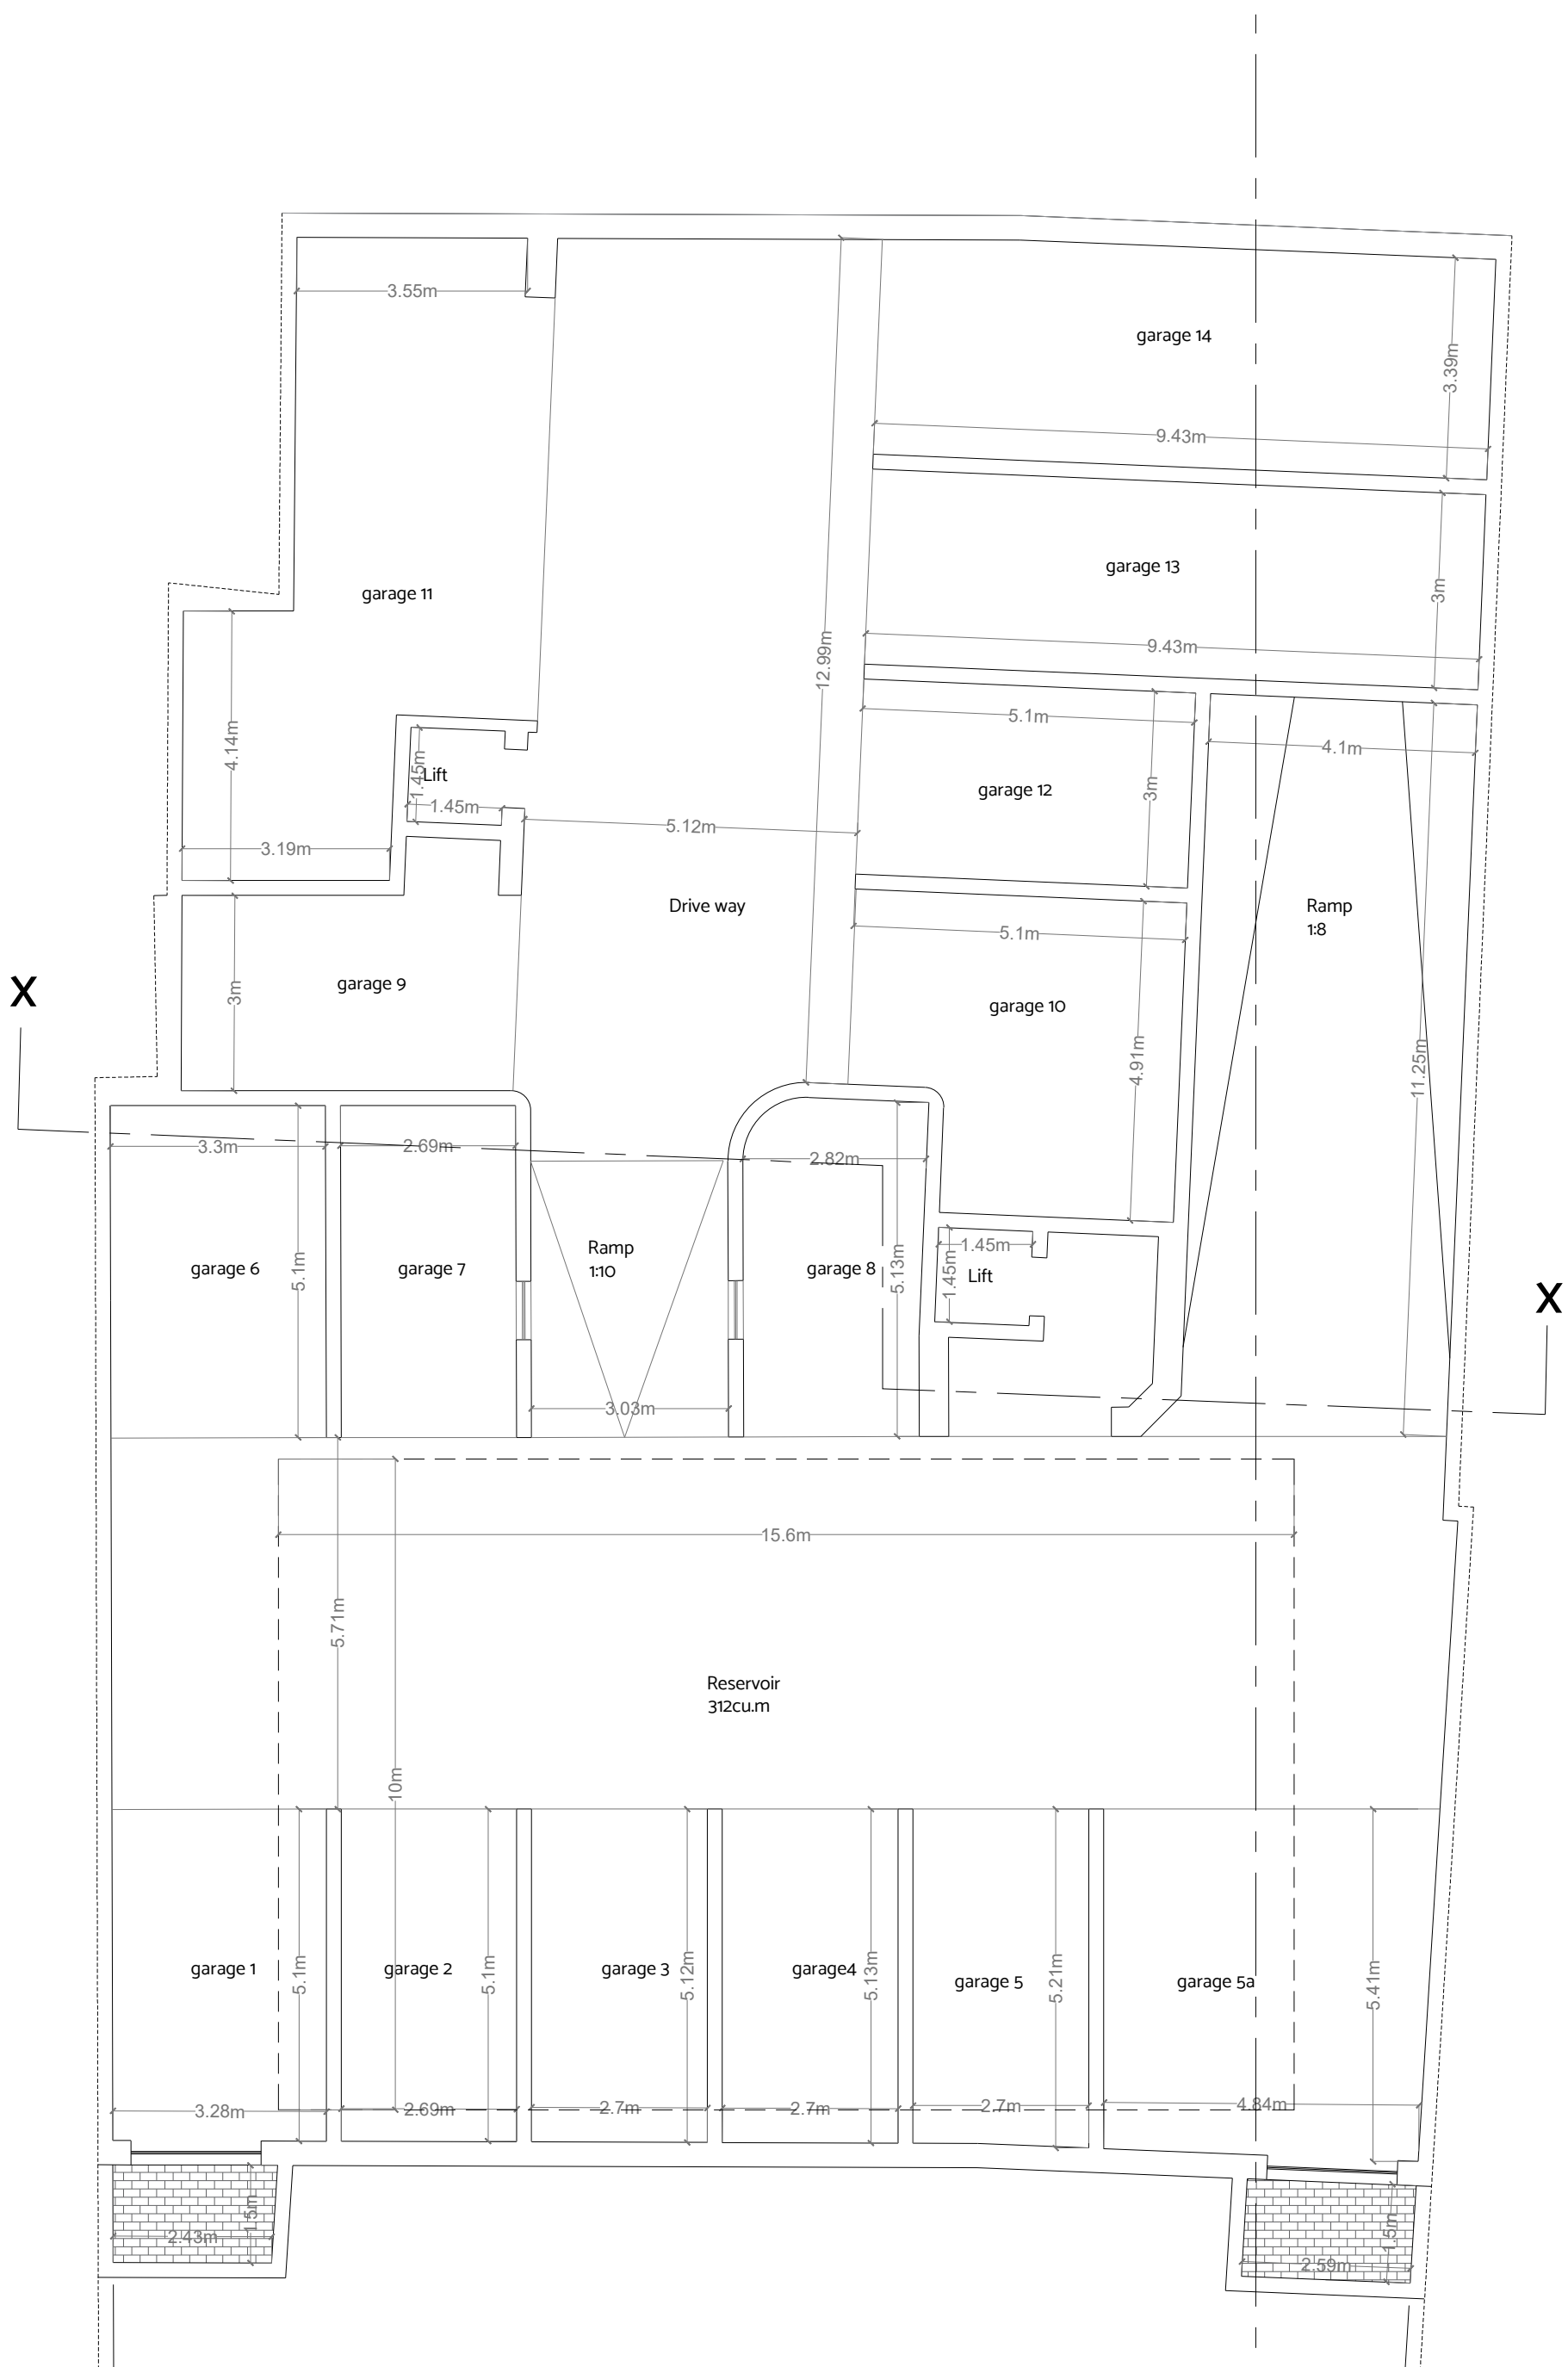 3.55m
garage 14
3.39m
9.43m
garage 13
3m
garage 11
12.99m
9.43m
5.1m
4.14m
1.45m
Lift
4.1m
garage 12
3m
1.45m
5.12m
3.19m
Drive way
Ramp
1:8
5.1m
X
garage 9
3m
garage 10
4.91m
11.25m
3.3m
2.69m
2.82m
Ramp
1:10
1.45m
garage 6
5.1m
garage 7
garage 8
5.13m
1.45m
Lift
X
3.03m
15.6m
5.71m
Reservoir
312cu.m
10m
garage 1
5.1m
garage 2
5.1m
garage 3
5.12m
garage4
5.13m
garage 5
5.21m
garage 5a
5.41m
3.28m
2.69m
2.7m
2.7m
2.7m
4.84m
1.5m
2.43m
1.5m
2.59m